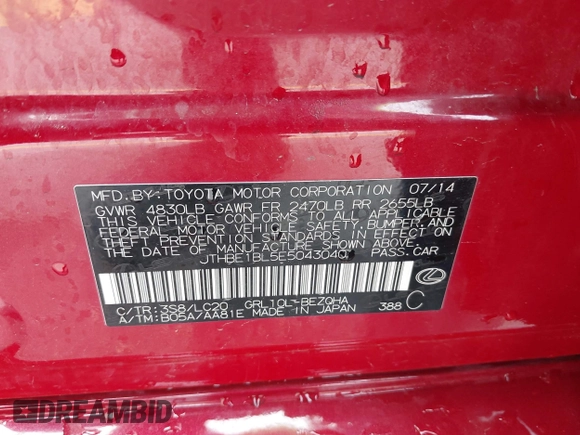 MFD. BY: TOYOTA MOTOR CORPORATION 07/14
GVWR 4830LB GAWR FR 2470LB RR 2655LB
THIS VEHICLE CONFORMS TO ALL APPLICABLE
FEDERAL MOTOR VEHICLE SAFETY, BUMPER, AND
THEFT PREVENTION STANDARDS IN EFFECT ON
THE DATE OF MANUFACTURE SHOWN ABOVE.
JTHBE1BL5E5043040 PASS. CAR
C/TR: 3S8/LC20 GRL10L-BEZQHA
A/TM: B05A/AA81E MADE IN JAPAN 388 C
DREAMBID